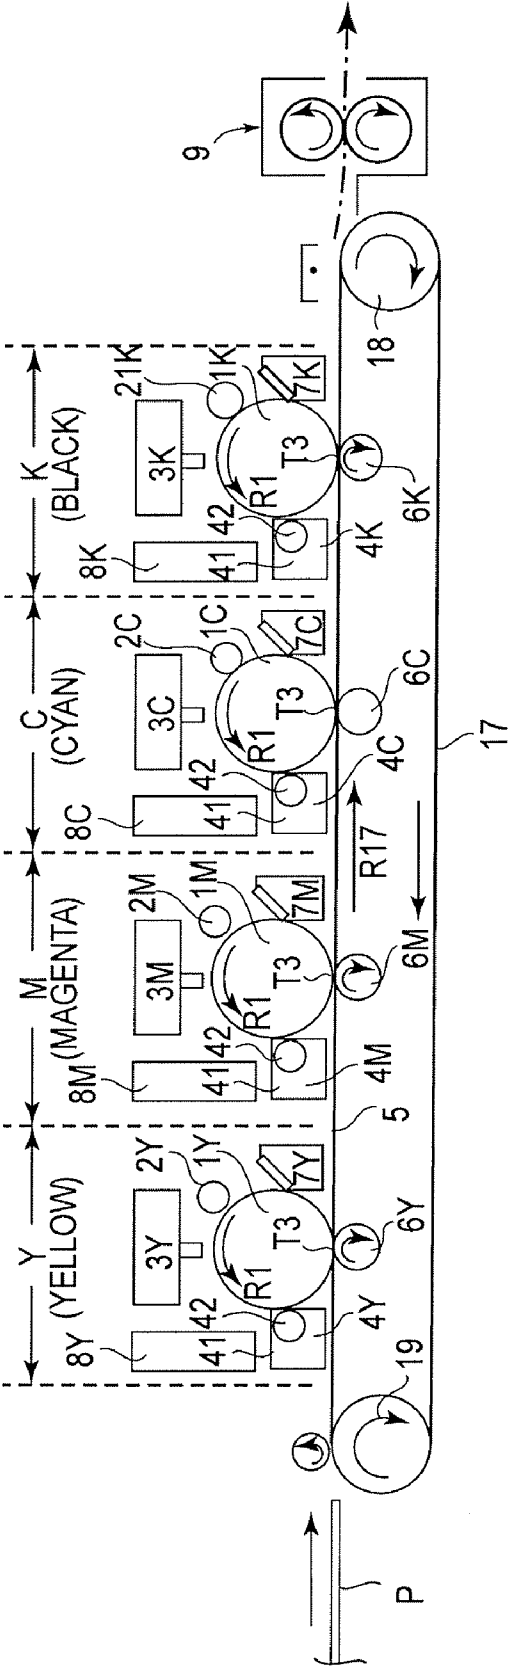 Y
(YELLOW)
M
(MAGENTA)
C
(CYAN)
K
(BLACK)
8Y
3Y
2Y
1Y
7Y
42
41
R1
T3
4Y
6Y
8M
3M
2M
1M
7M
42
41
R1
T3
4M
6M
8C
3C
2C
1C
7C
42
41
R1
T3
4C
6C
8K
3K
21K
1K
7K
42
41
R1
T3
4K
6K
9
18
17
R17
5
19
P